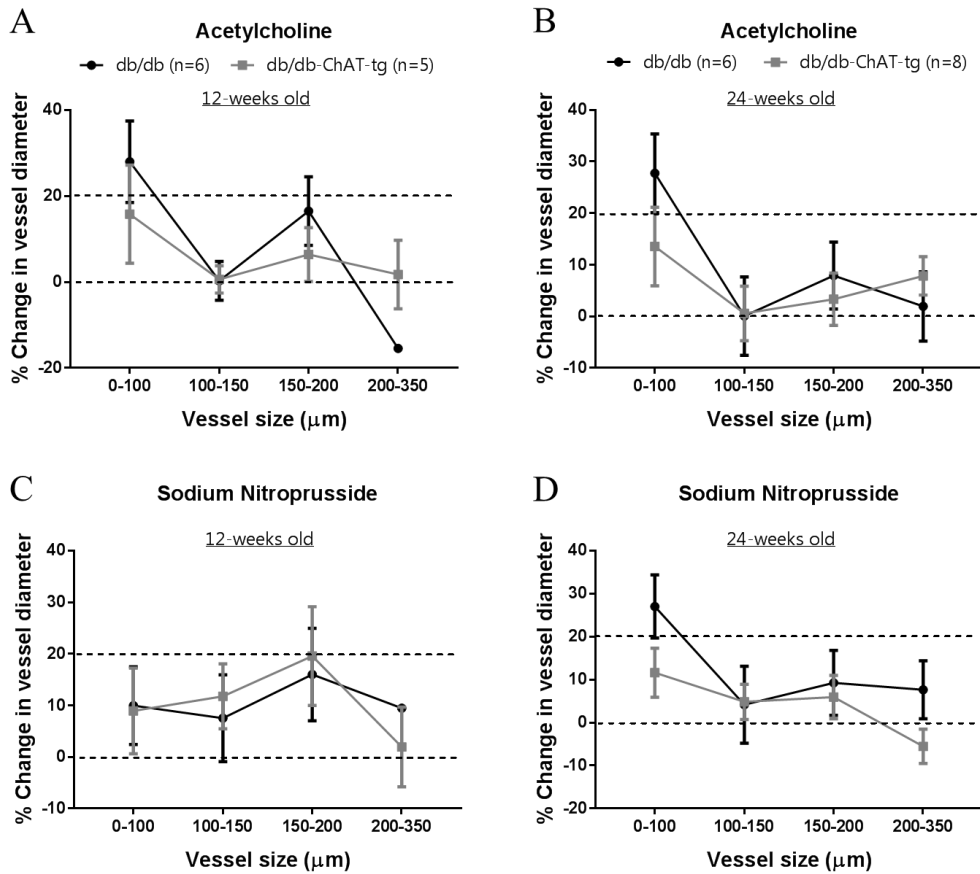 A
Acetylcholine
db/db (n=6) db/db-ChAT-tg (n=5)
12-weeks old
% Change in vessel diameter
40
20
0
-20
0-100 100-150 150-200 200-350
Vessel size (μm)
B
Acetylcholine
db/db (n=6) db/db-ChAT-tg (n=8)
24-weeks old
% Change in vessel diameter
40
30
20
10
0
-10
0-100 100-150 150-200 200-350
Vessel size (μm)
C
Sodium Nitroprusside
12-weeks old
% Change in vessel diameter
40
30
20
10
0
-10
0-100 100-150 150-200 200-350
Vessel size (μm)
D
Sodium Nitroprusside
24-weeks old
% Change in vessel diameter
40
30
20
10
0
-10
-20
0-100 100-150 150-200 200-350
Vessel size (μm)